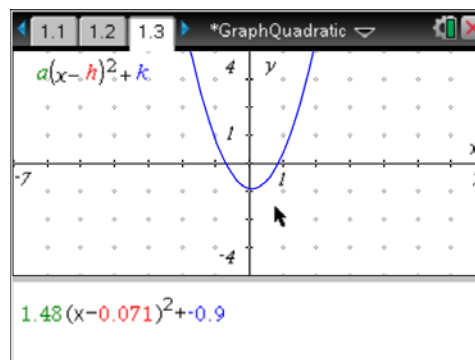 1.1 1.2 1.3 *GraphQuadratic
a(x-h)²+k
4 y
1
-7 1 x 7
-4
1.48(x-0.071)²+-0.9